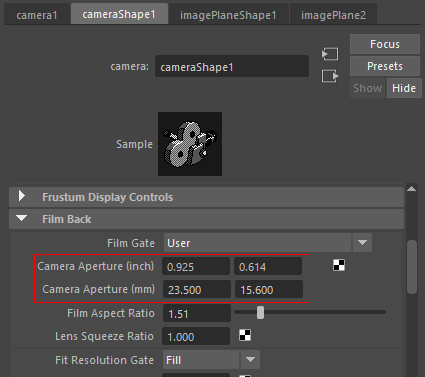 camera1 cameraShape1 imagePlaneShape1 imagePlane2
Focus
camera: cameraShape1
Presets
Show Hide
Sample
Frustum Display Controls
Film Back
Film Gate User
Camera Aperture (inch) 0.925 0.614
Camera Aperture (mm) 23.500 15.600
Film Aspect Ratio 1.51
Lens Squeeze Ratio 1.000
Fit Resolution Gate Fill